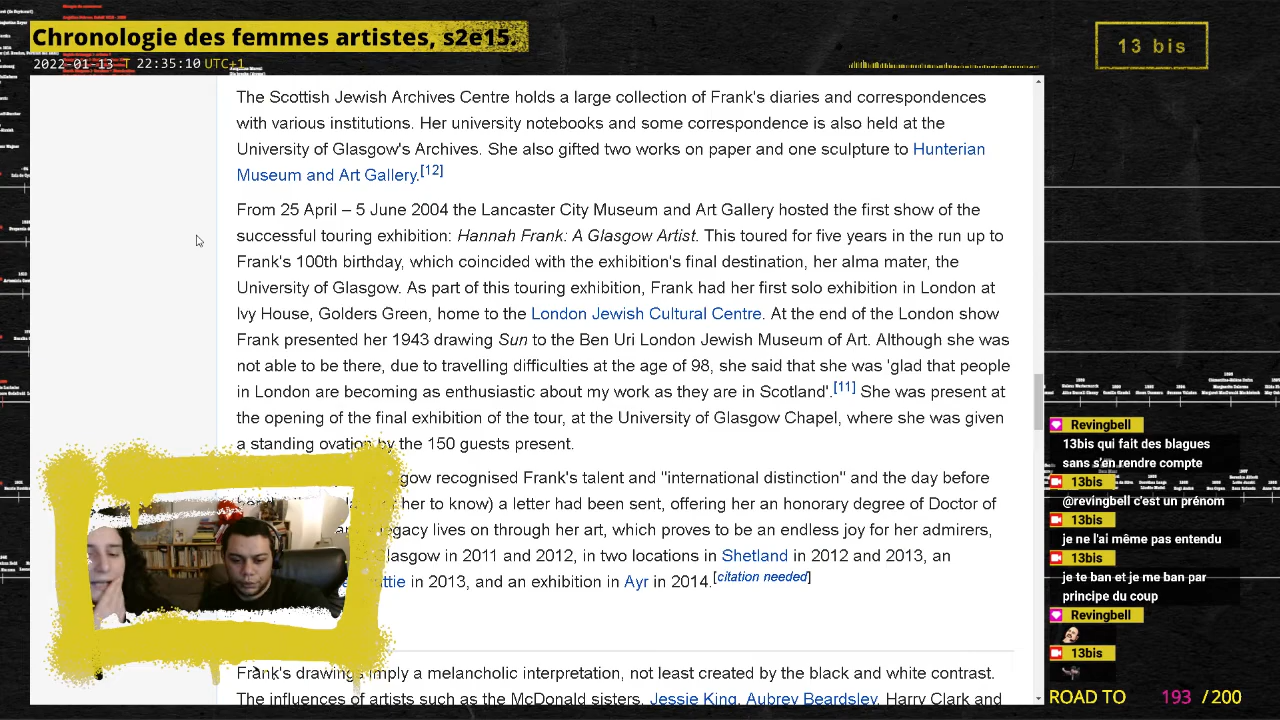 Chronologie des femmes artistes, s2e15
2022-01-13 T 22:35:10 UTC+1
13 bis
The Scottish Jewish Archives Centre holds a large collection of Frank's diaries and correspondences
with various institutions. Her university notebooks and some correspondence is also held at the
University of Glasgow's Archives. She also gifted two works on paper and one sculpture to Hunterian
Museum and Art Gallery.[12]
From 25 April – 5 June 2004 the Lancaster City Museum and Art Gallery hosted the first show of the
successful touring exhibition: Hannah Frank: A Glasgow Artist. This toured for five years in the run up to
Frank's 100th birthday, which coincided with the exhibition's final destination, her alma mater, the
University of Glasgow. As part of this touring exhibition, Frank had her first solo exhibition in London at
Ivy House, Golders Green, home to the London Jewish Cultural Centre. At the end of the London show
Frank presented her 1943 drawing Sun to the Ben Uri London Jewish Museum of Art. Although she was
not able to be there, due to travelling difficulties at the age of 98, she said that she was 'glad that people
in London are becoming as enthusiastic about my work as they are in Scotland'.[11] She was present at
the opening of the final exhibition of the tour, at the University of Glasgow Chapel, where she was given
a standing ovation by the 150 guests present.
gow recognised Frank's talent and "international distinction" and the day before
her to know) a letter had been sent, offering her an honorary degree of Doctor of
egacy lives on through her art, which proves to be an endless joy for her admirers,
lasgow in 2011 and 2012, in two locations in Shetland in 2012 and 2013, an
ttie in 2013, and an exhibition in Ayr in 2014.[citation needed]
Frank's drawings imply a melancholic interpretation, not least created by the black and white contrast.
The influences of artists such as the McDonald sisters, Jessie King, Aubrey Beardsley, Harry Clark and
Revingbell
13bis qui fait des blagues
sans s'en rendre compte
13bis
@revingbell c'est un prénon
13bis
je ne l'ai même pas entendu
13bis
je te ban et je me ban par
principe du coup
Revingbell
13bis
ROAD TO 193 / 200